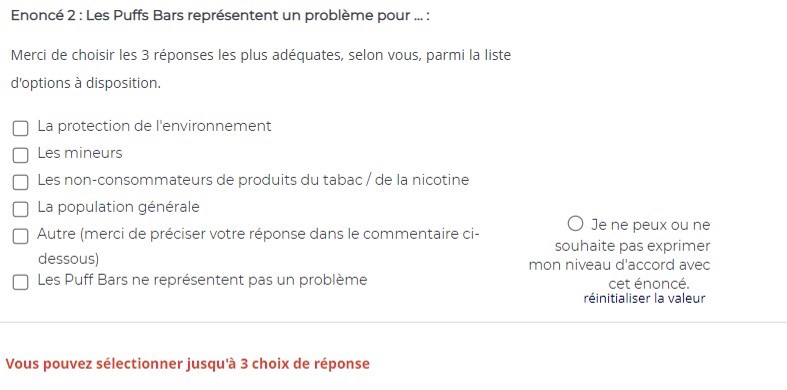 Enoncé 2 : Les Puffs Bars représentent un problème pour ... :
Merci de choisir les 3 réponses les plus adéquates, selon vous, parmi la liste
d'options à disposition.
La protection de l'environnement
Les mineurs
Les non-consommateurs de produits du tabac / de la nicotine
La population générale
Autre (merci de préciser votre réponse dans le commentaire ci-
dessous)
Les Puff Bars ne représentent pas un problème
Je ne peux ou ne
souhaite pas exprimer
mon niveau d'accord avec
cet énoncé.
réinitialiser la valeur
Vous pouvez sélectionner jusqu'à 3 choix de réponse